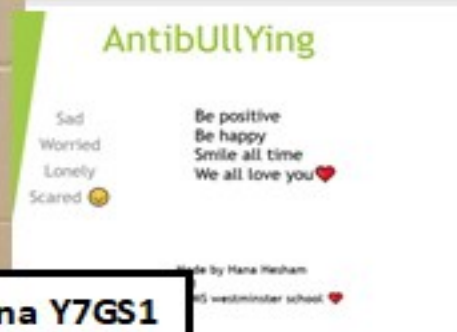 AntibUllYing
Sad
Worried
Lonely
Scared 😞
Be positive
Be happy
Smile all time
We all love you❤️
Made by Hana Hesham
westminster school ❤️
na Y7GS1